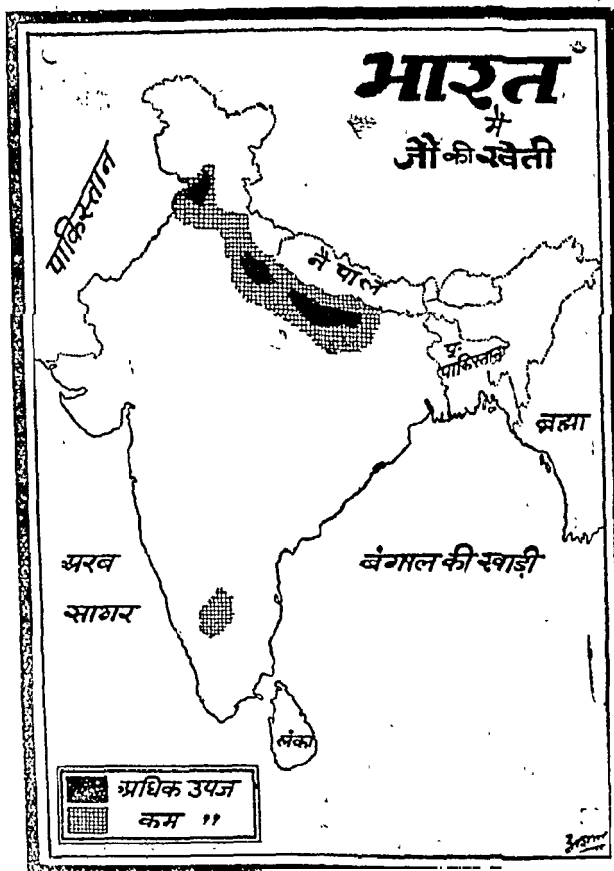 भारत
में
जौ की खेती
पाकिस्तान
नेपाल
पू.
पाकिस्तान
ब्रह्मा
अरब
सागर
बंगाल की खाड़ी
लंका
अधिक उपज
कम ,,